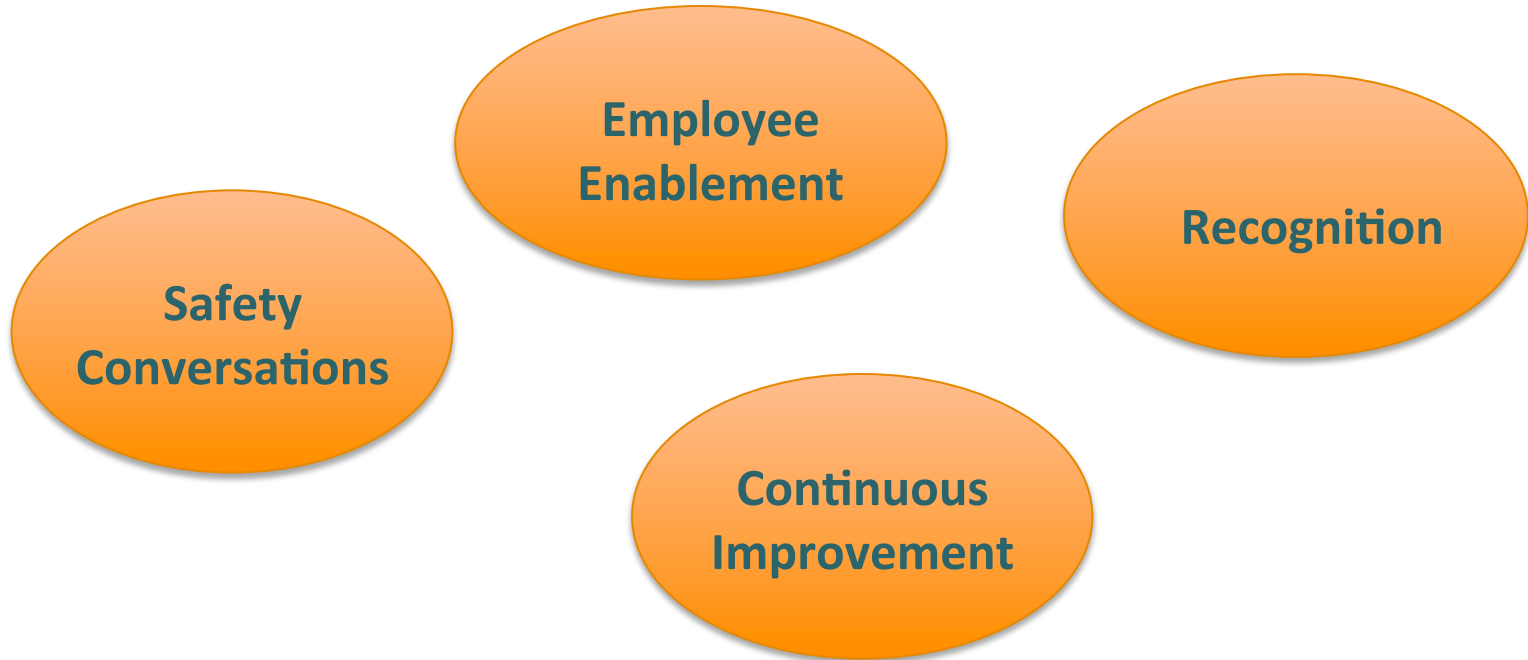 Employee
Enablement
Recognition
Safety
Conversations
Continuous
Improvement